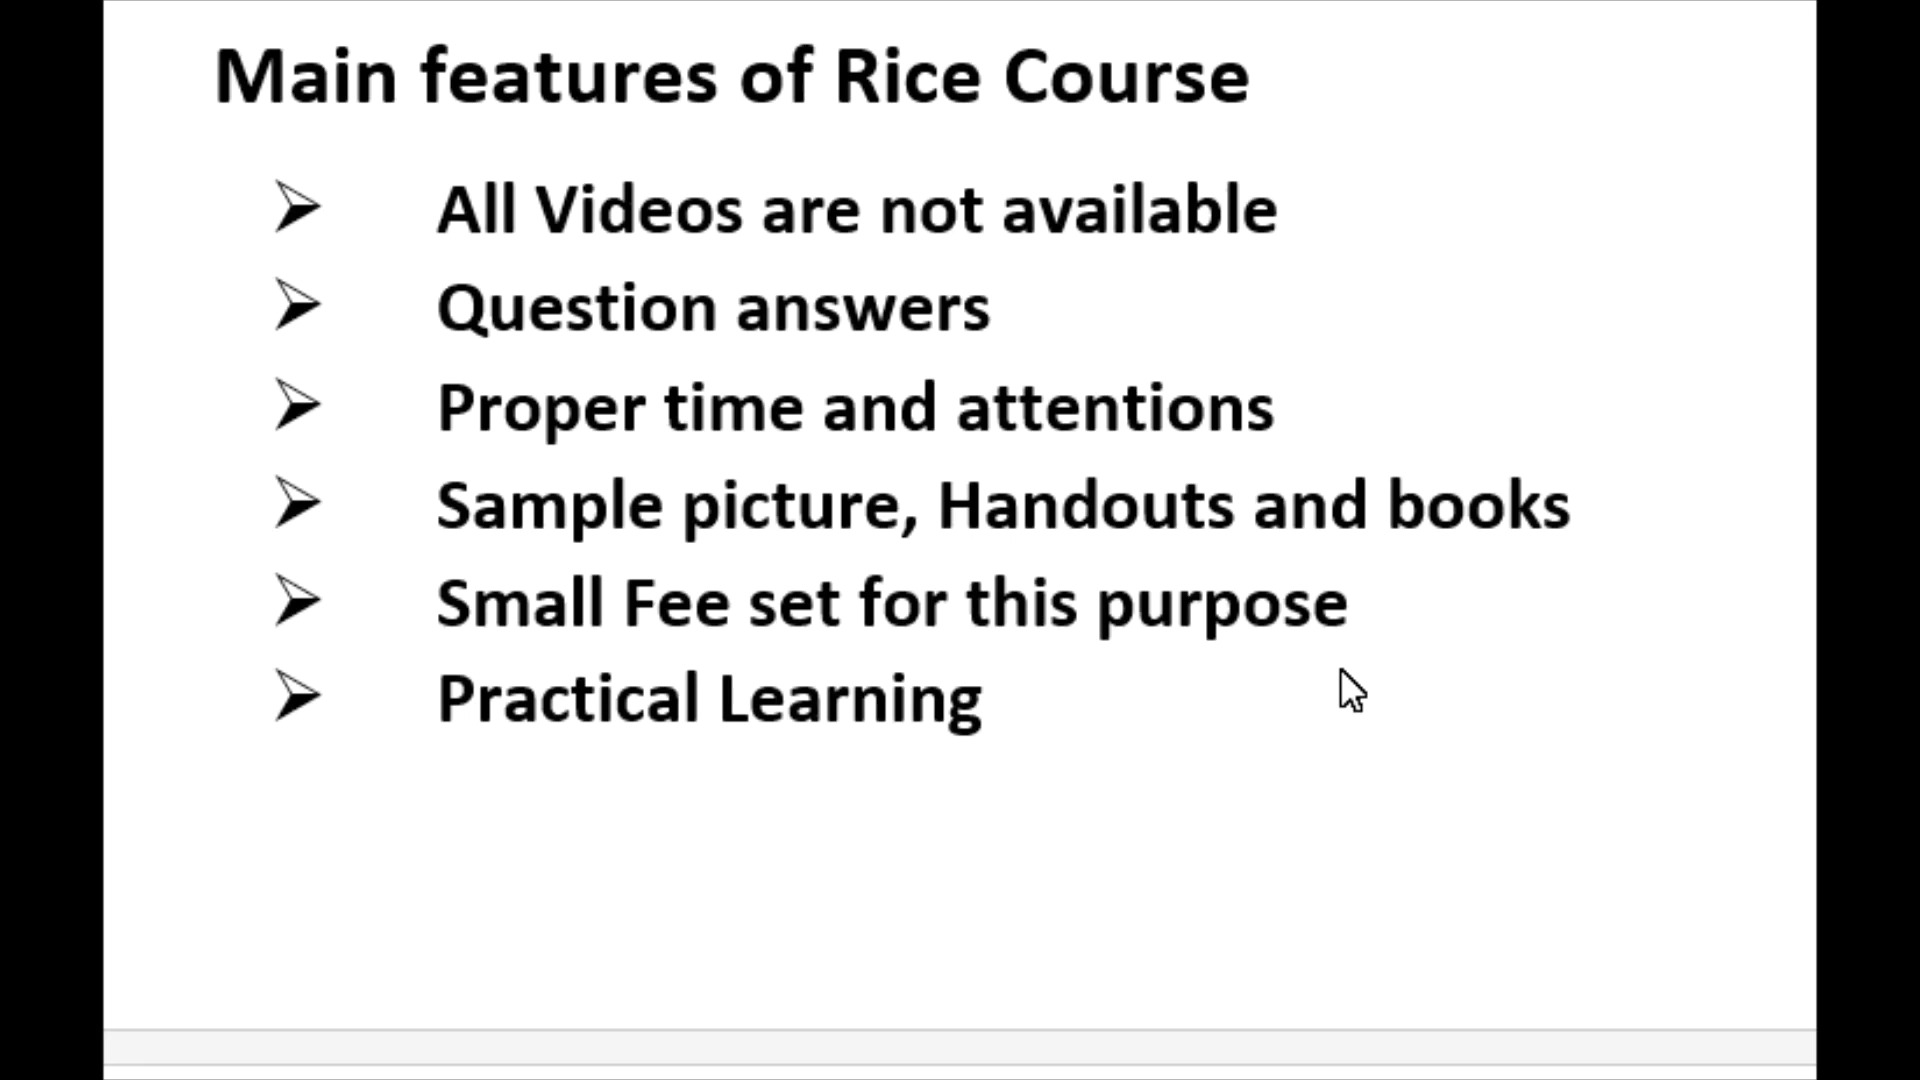 Main features of Rice Course
➢ All Videos are not available
➢ Question answers
➢ Proper time and attentions
➢ Sample picture, Handouts and books
➢ Small Fee set for this purpose
➢ Practical Learning